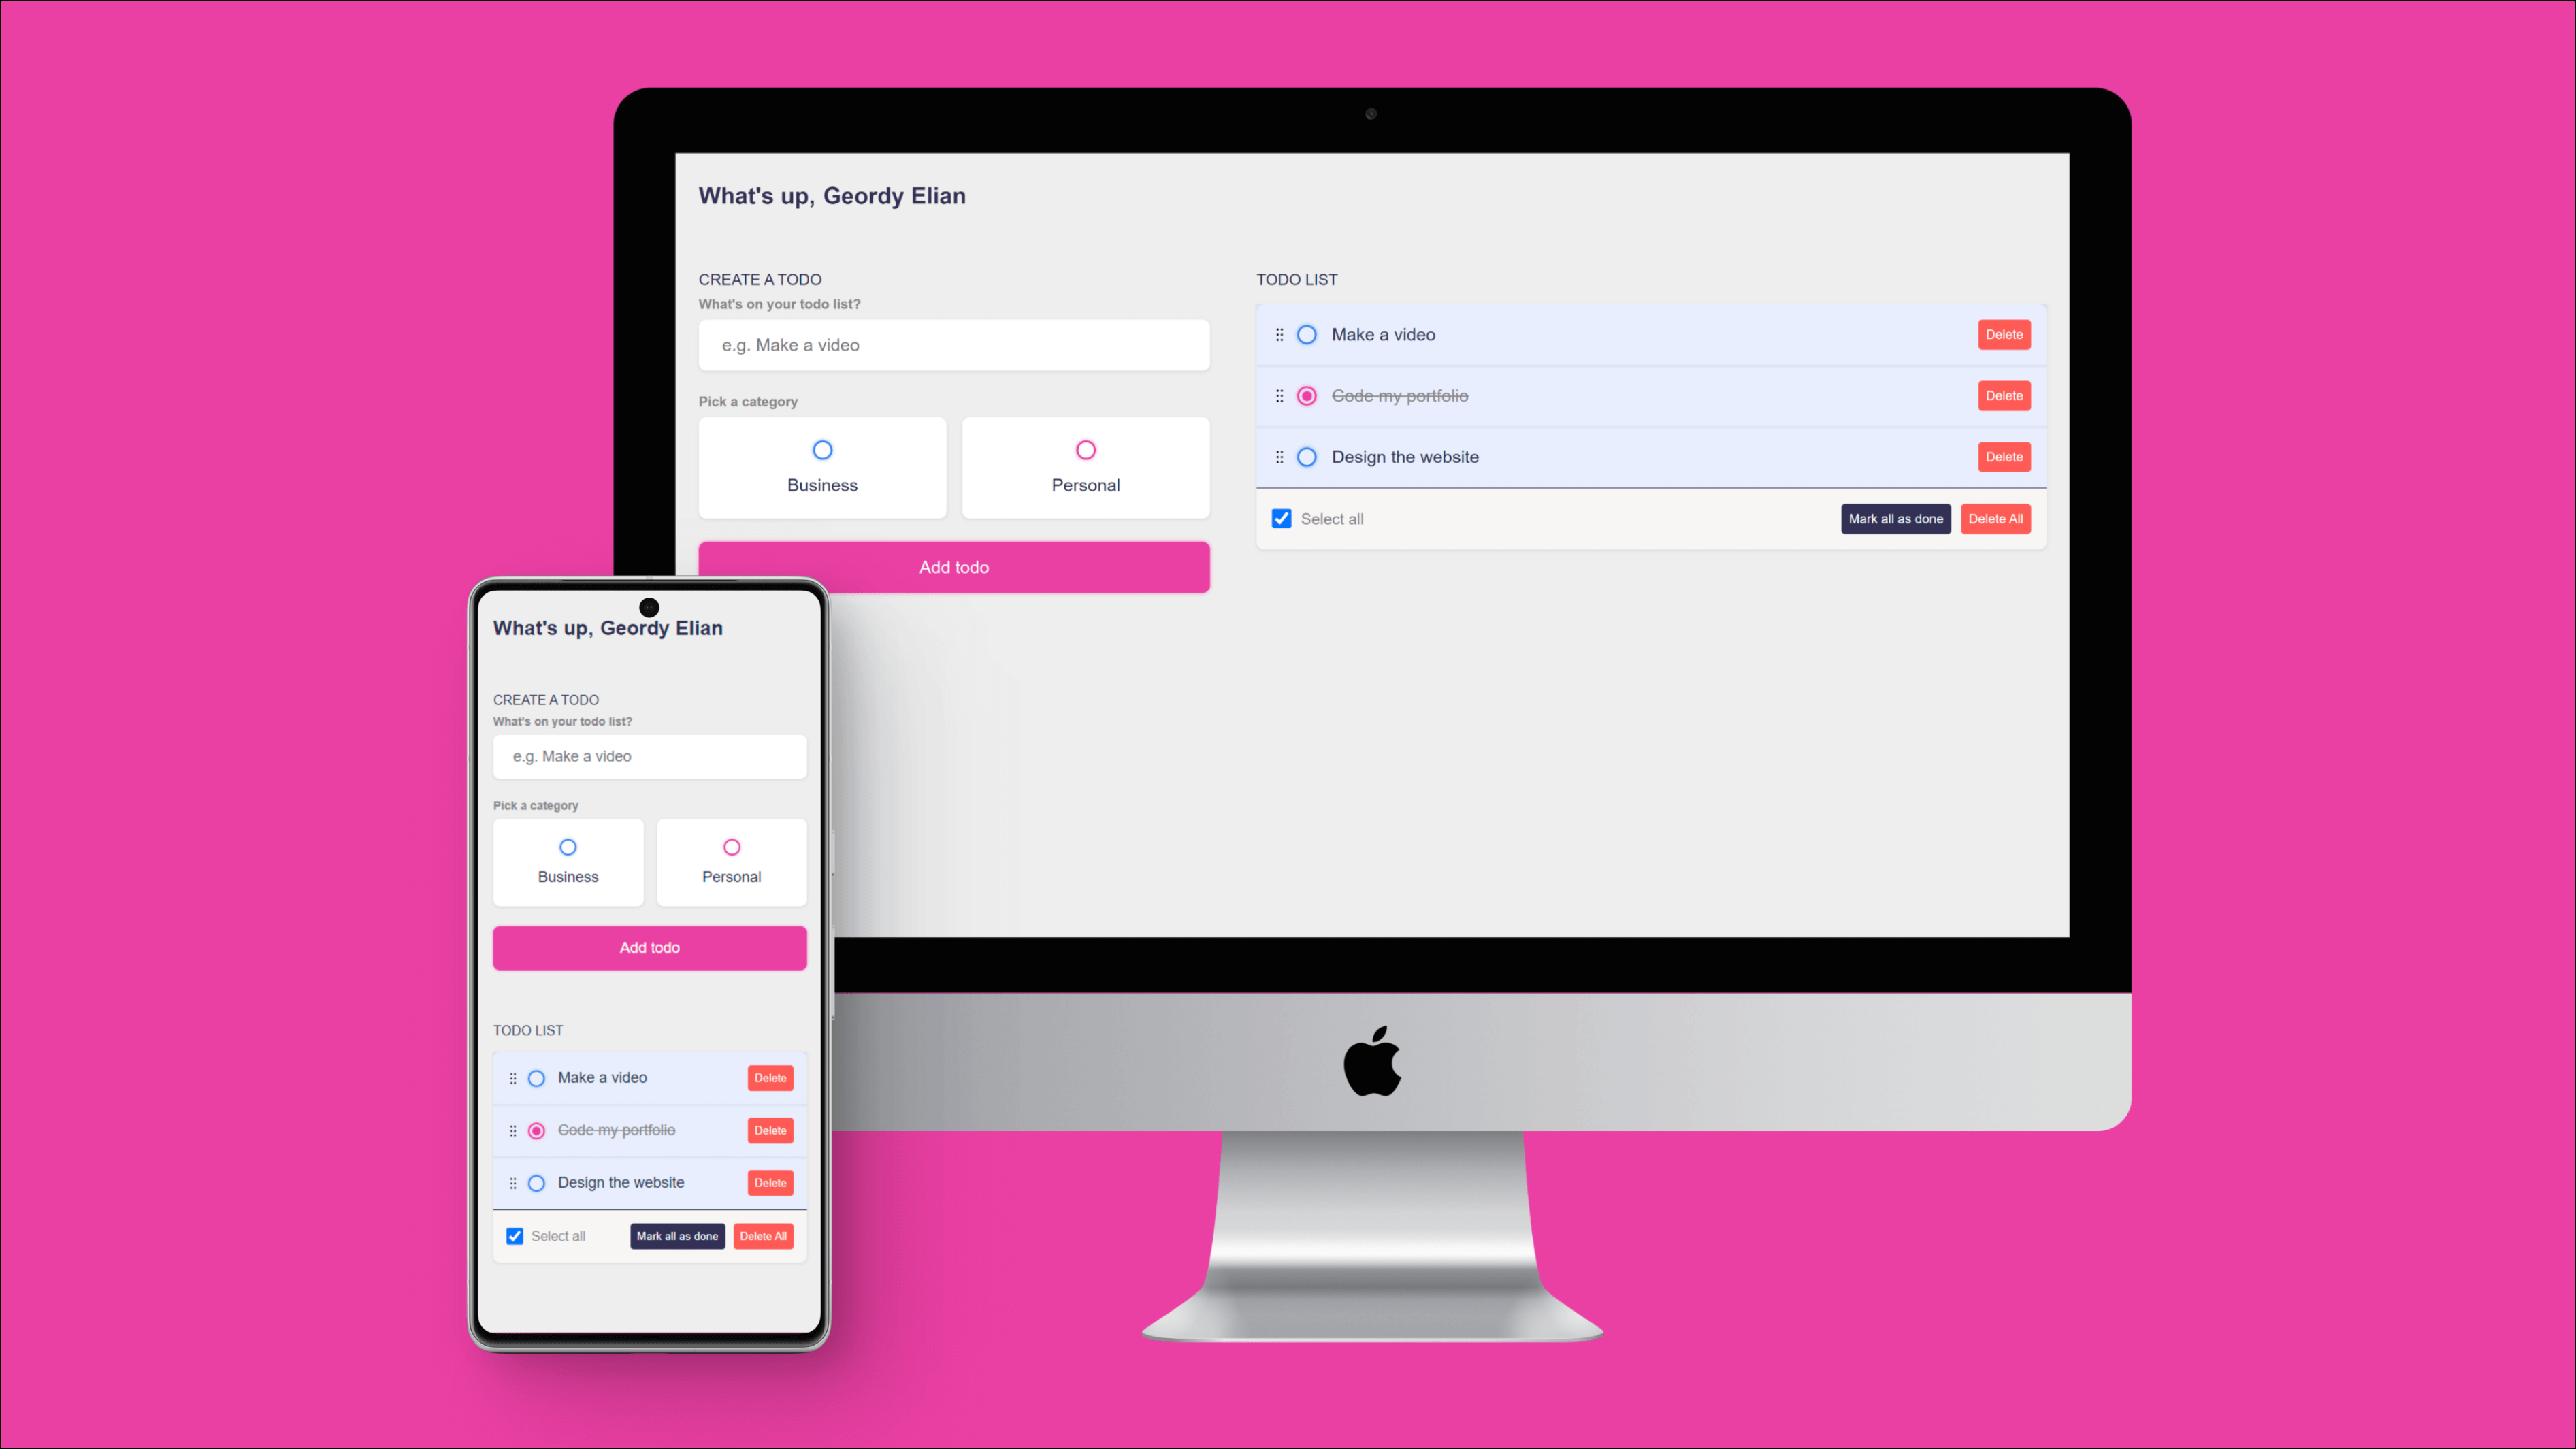 What's up, Geordy Elian
CREATE A TODO
What's on your todo list?
e.g. Make a video
Pick a category
Business
Personal
Add todo
TODO LIST
Make a video
Delete
Code my portfolio
Delete
Design the website
Delete
Select all
Mark all as done
Delete All
What's up, Geordy Elian
CREATE A TODO
What's on your todo list?
e.g. Make a video
Pick a category
Business
Personal
Add todo
TODO LIST
Make a video
Delete
Code my portfolio
Delete
Design the website
Delete
Select all
Mark all as done
Delete All